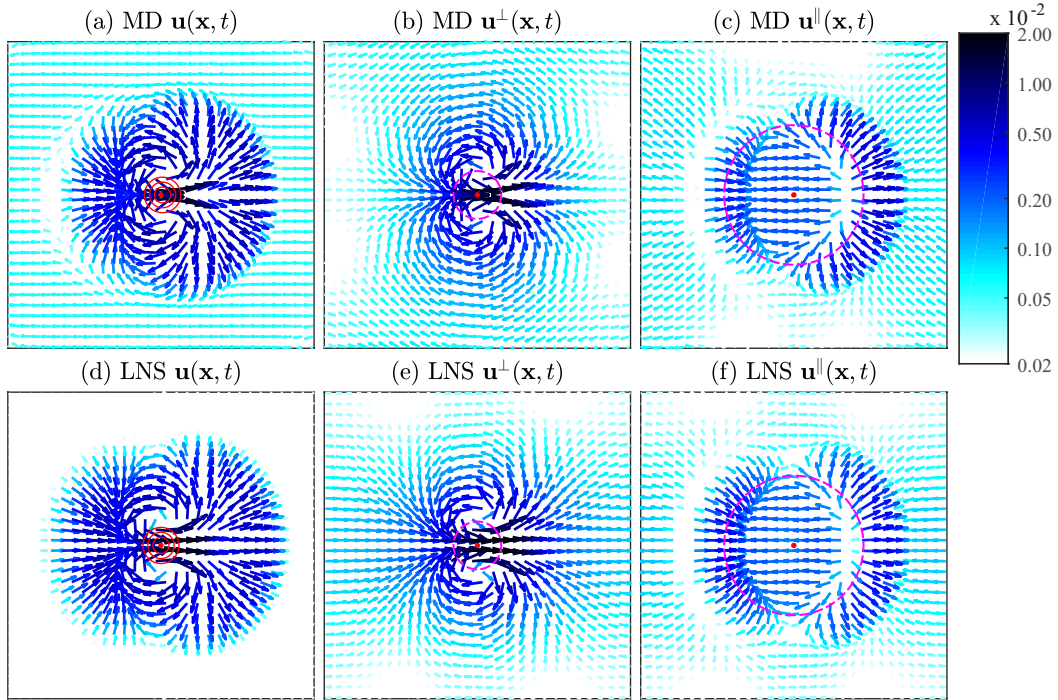 (a) MD u(x, t)
(b) MD u⊥(x, t)
(c) MD u∥(x, t)
x 10⁻²
2.00
1.00
0.50
0.20
0.10
0.05
0.02
(d) LNS u(x, t)
(e) LNS u⊥(x, t)
(f) LNS u∥(x, t)